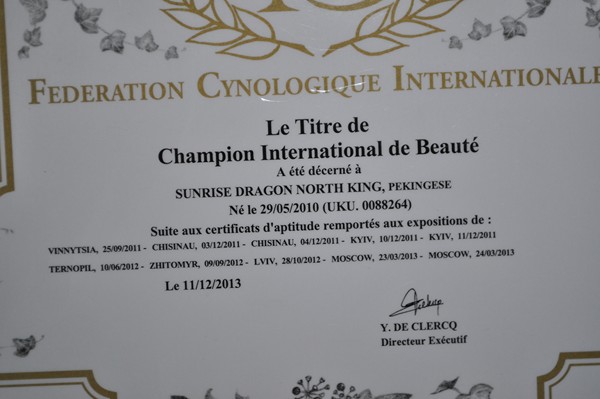 FEDERATION CYNOLOGIQUE INTERNATIONALE
Le Titre de
Champion International de Beauté
A été décerné à
SUNRISE DRAGON NORTH KING, PEKINGESE
Né le 29/05/2010 (UKU. 0088264)
Suite aux certificats d'aptitude remportés aux expositions de :
VINNYTSIA, 25/09/2011 - CHISINAU, 03/12/2011 - CHISINAU, 04/12/2011 - KYIV, 10/12/2011 - KYIV, 11/12/2011
TERNOPIL, 10/06/2012 - ZHITOMYR, 09/09/2012 - LVIV, 28/10/2012 - MOSCOW, 23/03/2013 - MOSCOW, 24/03/2013
Le 11/12/2013
Y. DE CLERCQ
Directeur Exécutif